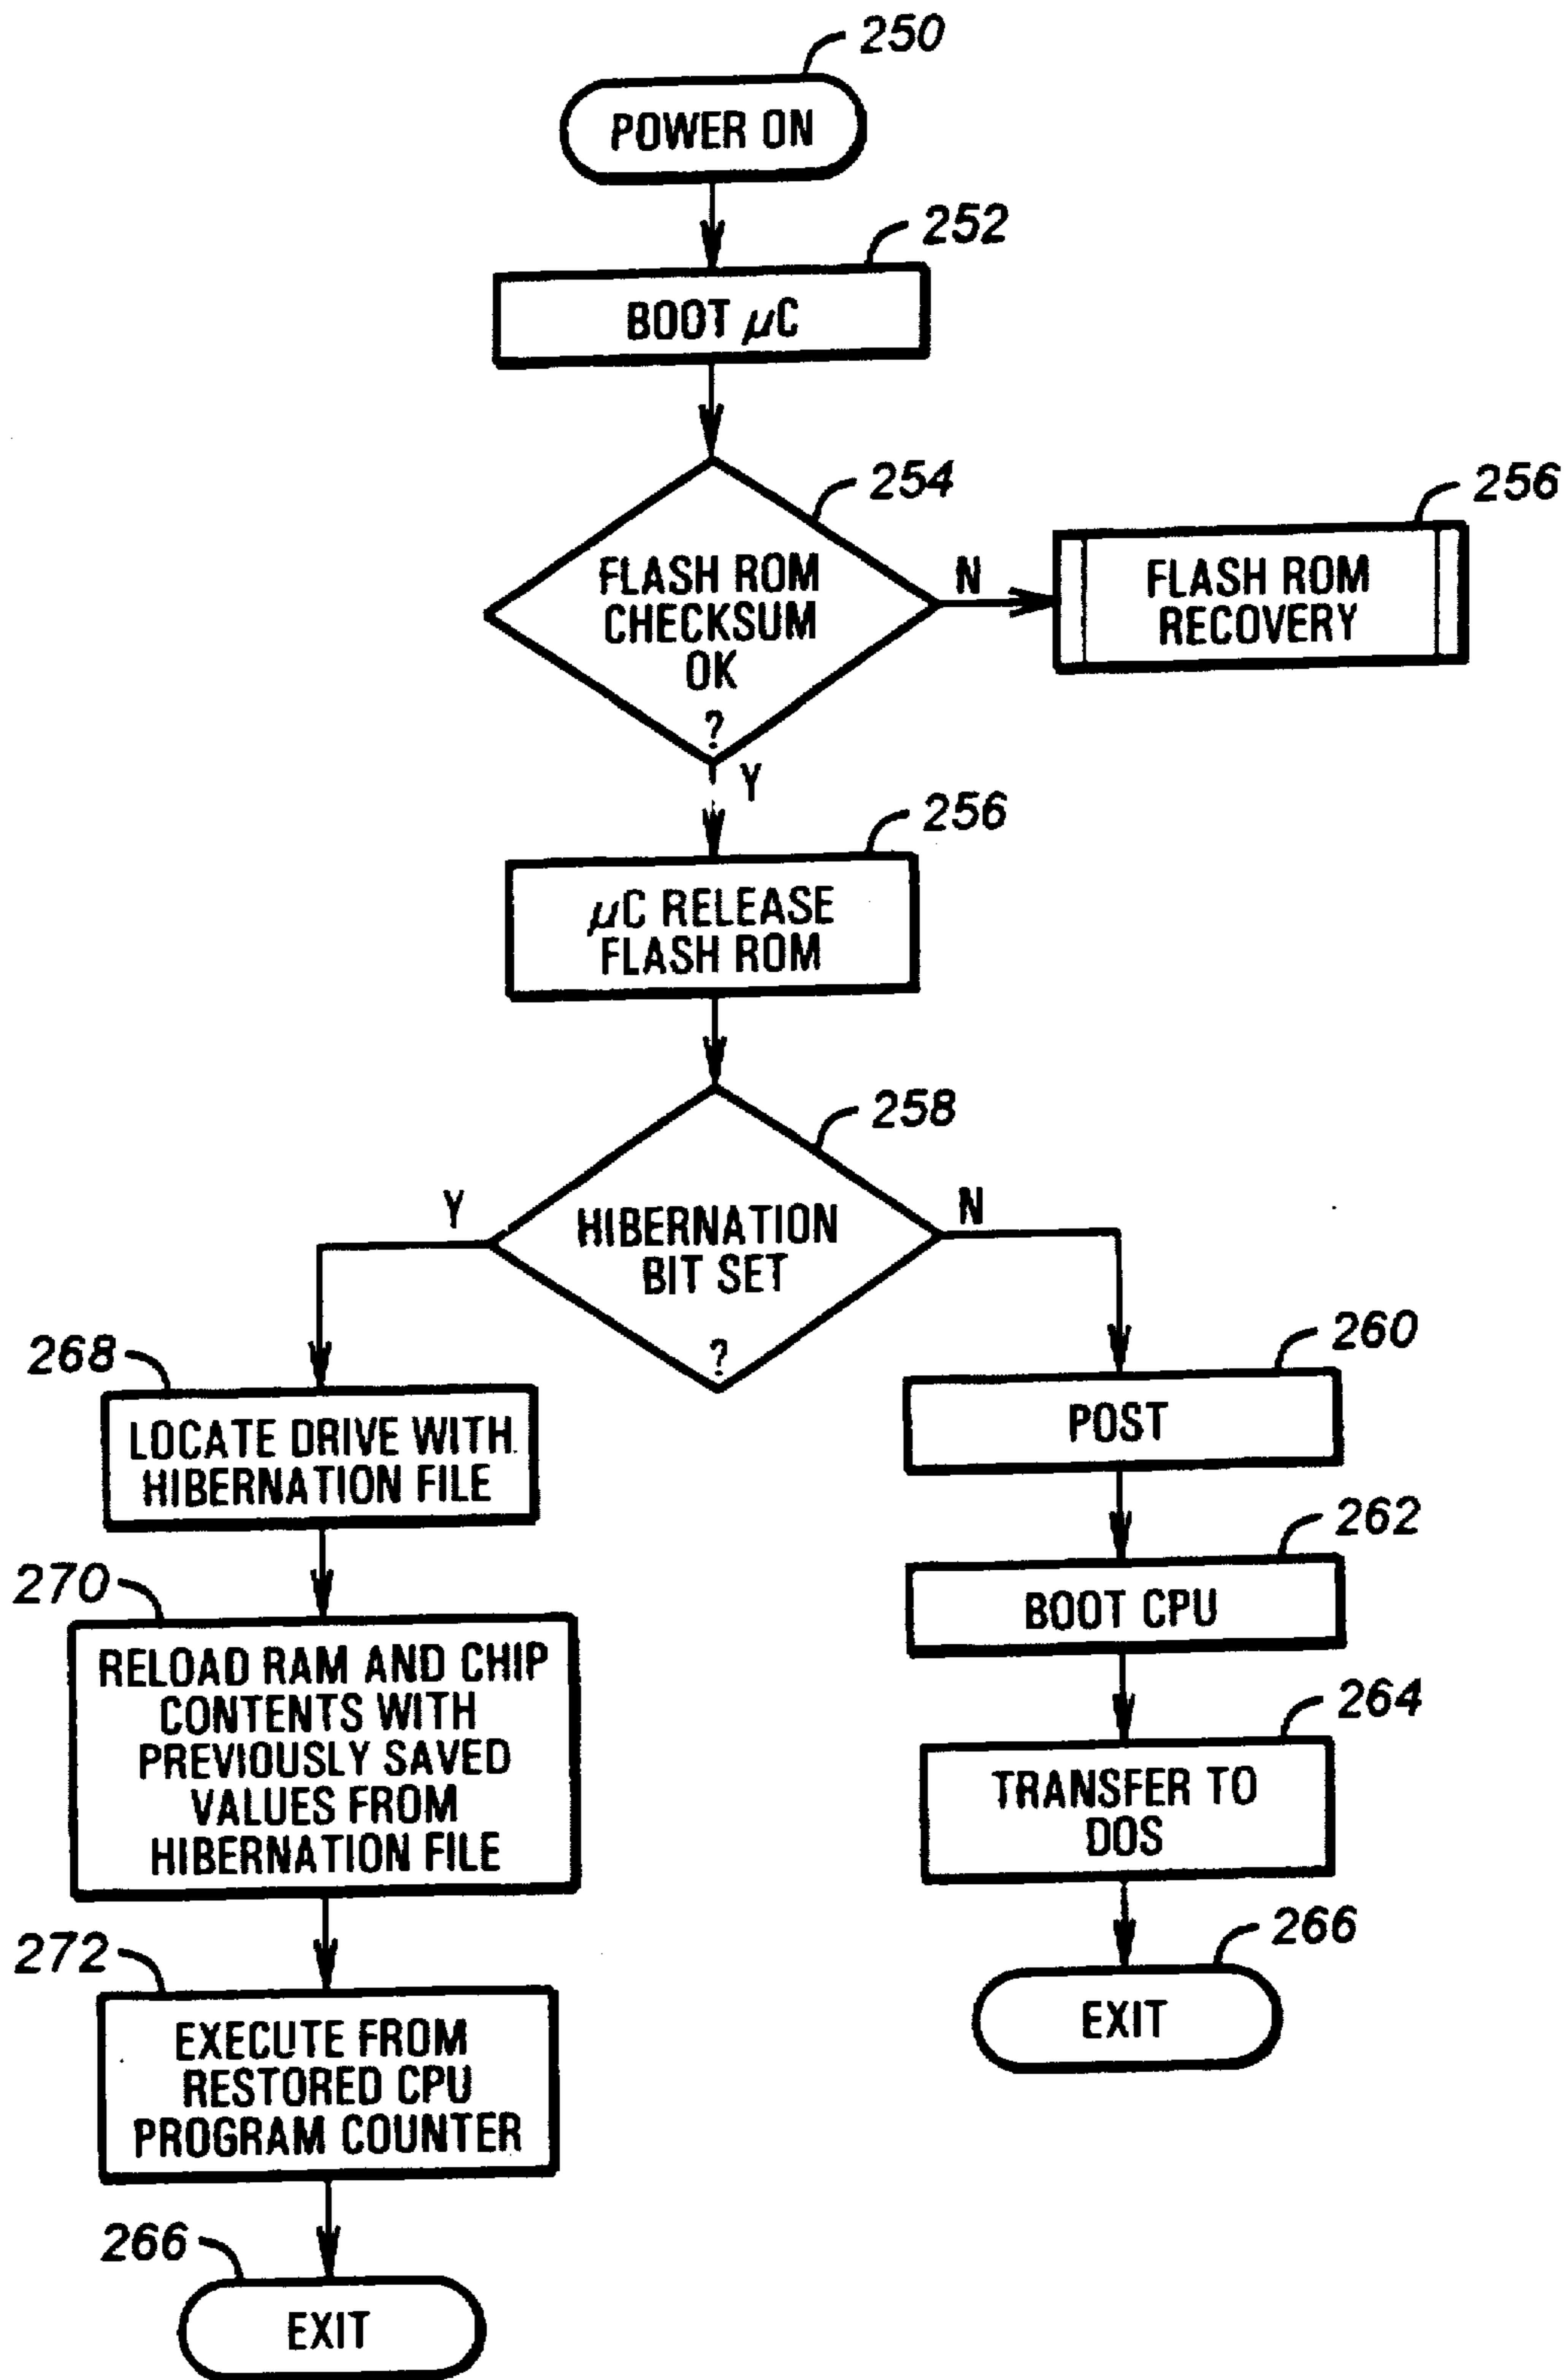 250
POWER ON
252
BOOT μC
254
FLASH ROM
CHECKSUM
OK
?
N
256
FLASH ROM
RECOVERY
Y
256
μC RELEASE
FLASH ROM
258
HIBERNATION
BIT SET
?
Y
N
268
LOCATE DRIVE WITH
HIBERNATION FILE
270
RELOAD RAM AND CHIP
CONTENTS WITH
PREVIOUSLY SAVED
VALUES FROM
HIBERNATION FILE
272
EXECUTE FROM
RESTORED CPU
PROGRAM COUNTER
266
EXIT
260
POST
262
BOOT CPU
264
TRANSFER TO
DOS
266
EXIT